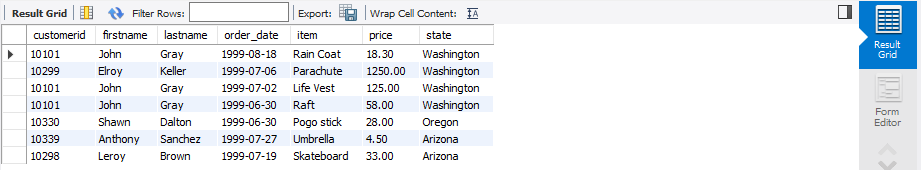 Result Grid Filter Rows: Export: Wrap Cell Content:
customerid firstname lastname order_date item price state
10101 John Gray 1999-08-18 Rain Coat 18.30 Washington
10299 Elroy Keller 1999-07-06 Parachute 1250.00 Washington
10101 John Gray 1999-07-02 Life Vest 125.00 Washington
10101 John Gray 1999-06-30 Raft 58.00 Washington
10330 Shawn Dalton 1999-06-30 Pogo stick 28.00 Oregon
10339 Anthony Sanchez 1999-07-27 Umbrella 4.50 Arizona
10298 Leroy Brown 1999-07-19 Skateboard 33.00 Arizona
Result
Grid
Form
Editor